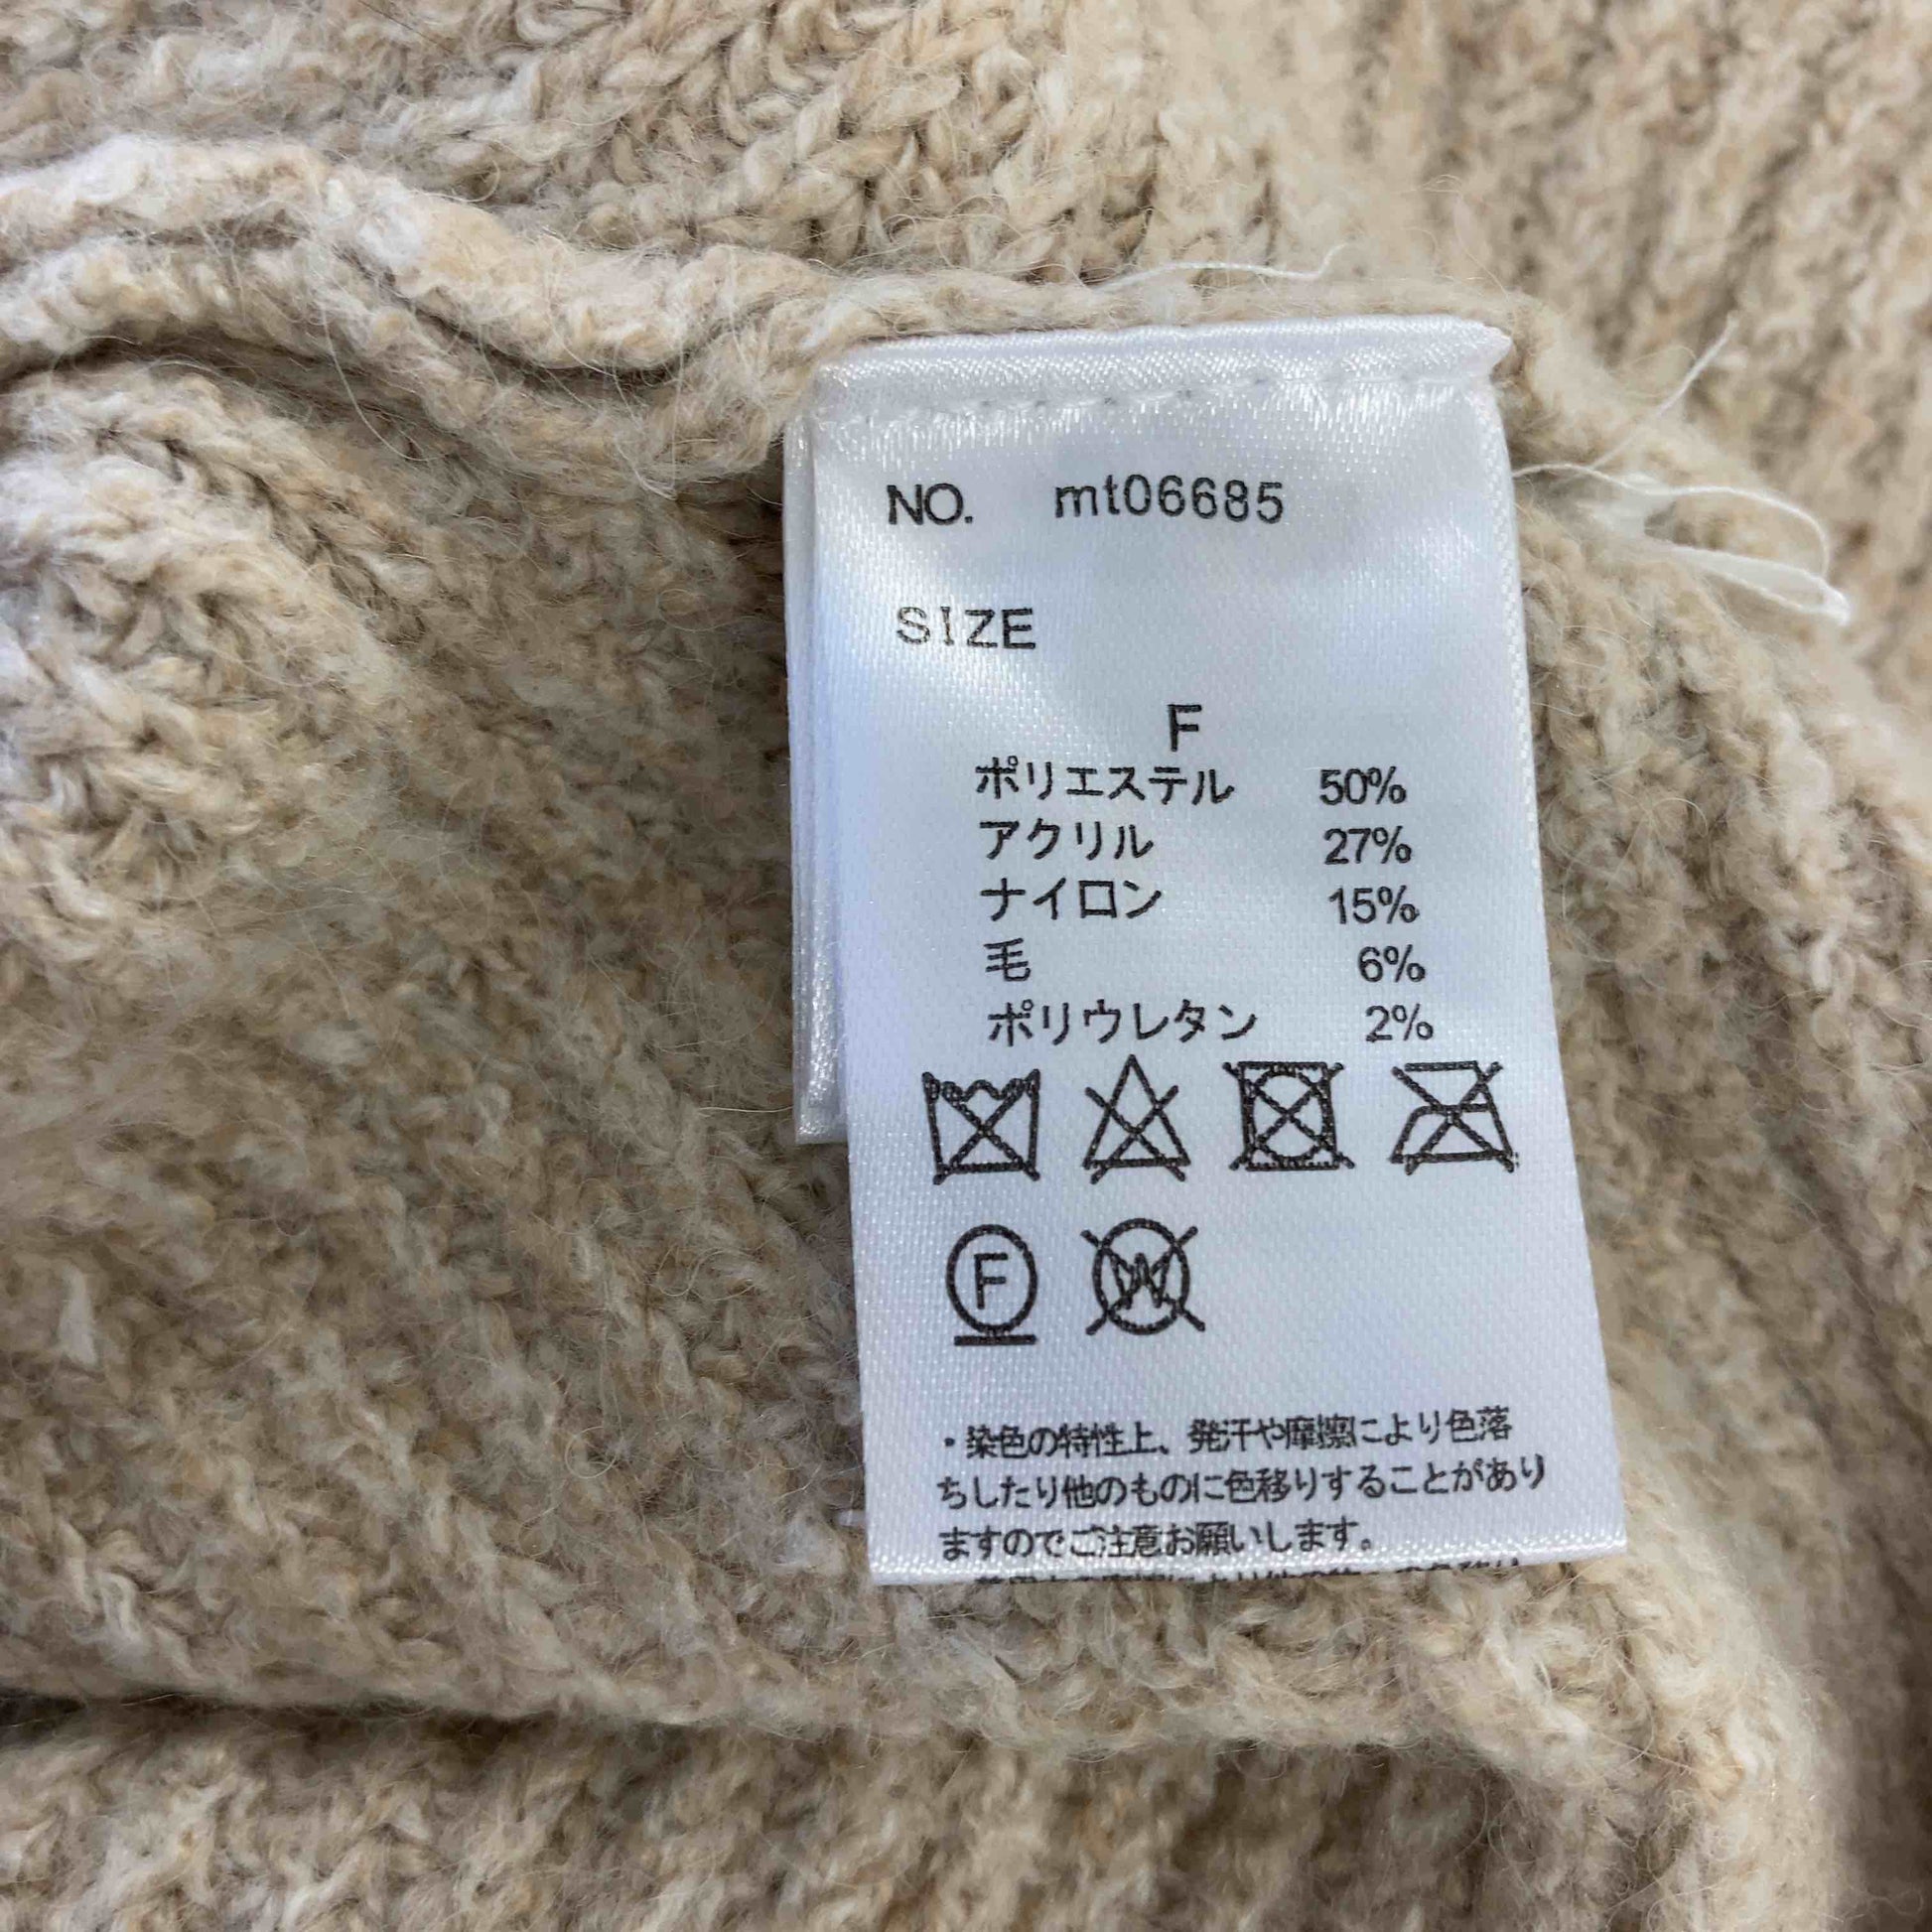 NO. mt06685
SIZE
F
ポリエステル 50%
アクリル 27%
ナイロン 15%
毛 6%
ポリウレタン 2%
F W
・染色の特性上、発汗や摩擦により色落
ちしたり他のものに色移りすることがあり
ますのでご注意お願いします。